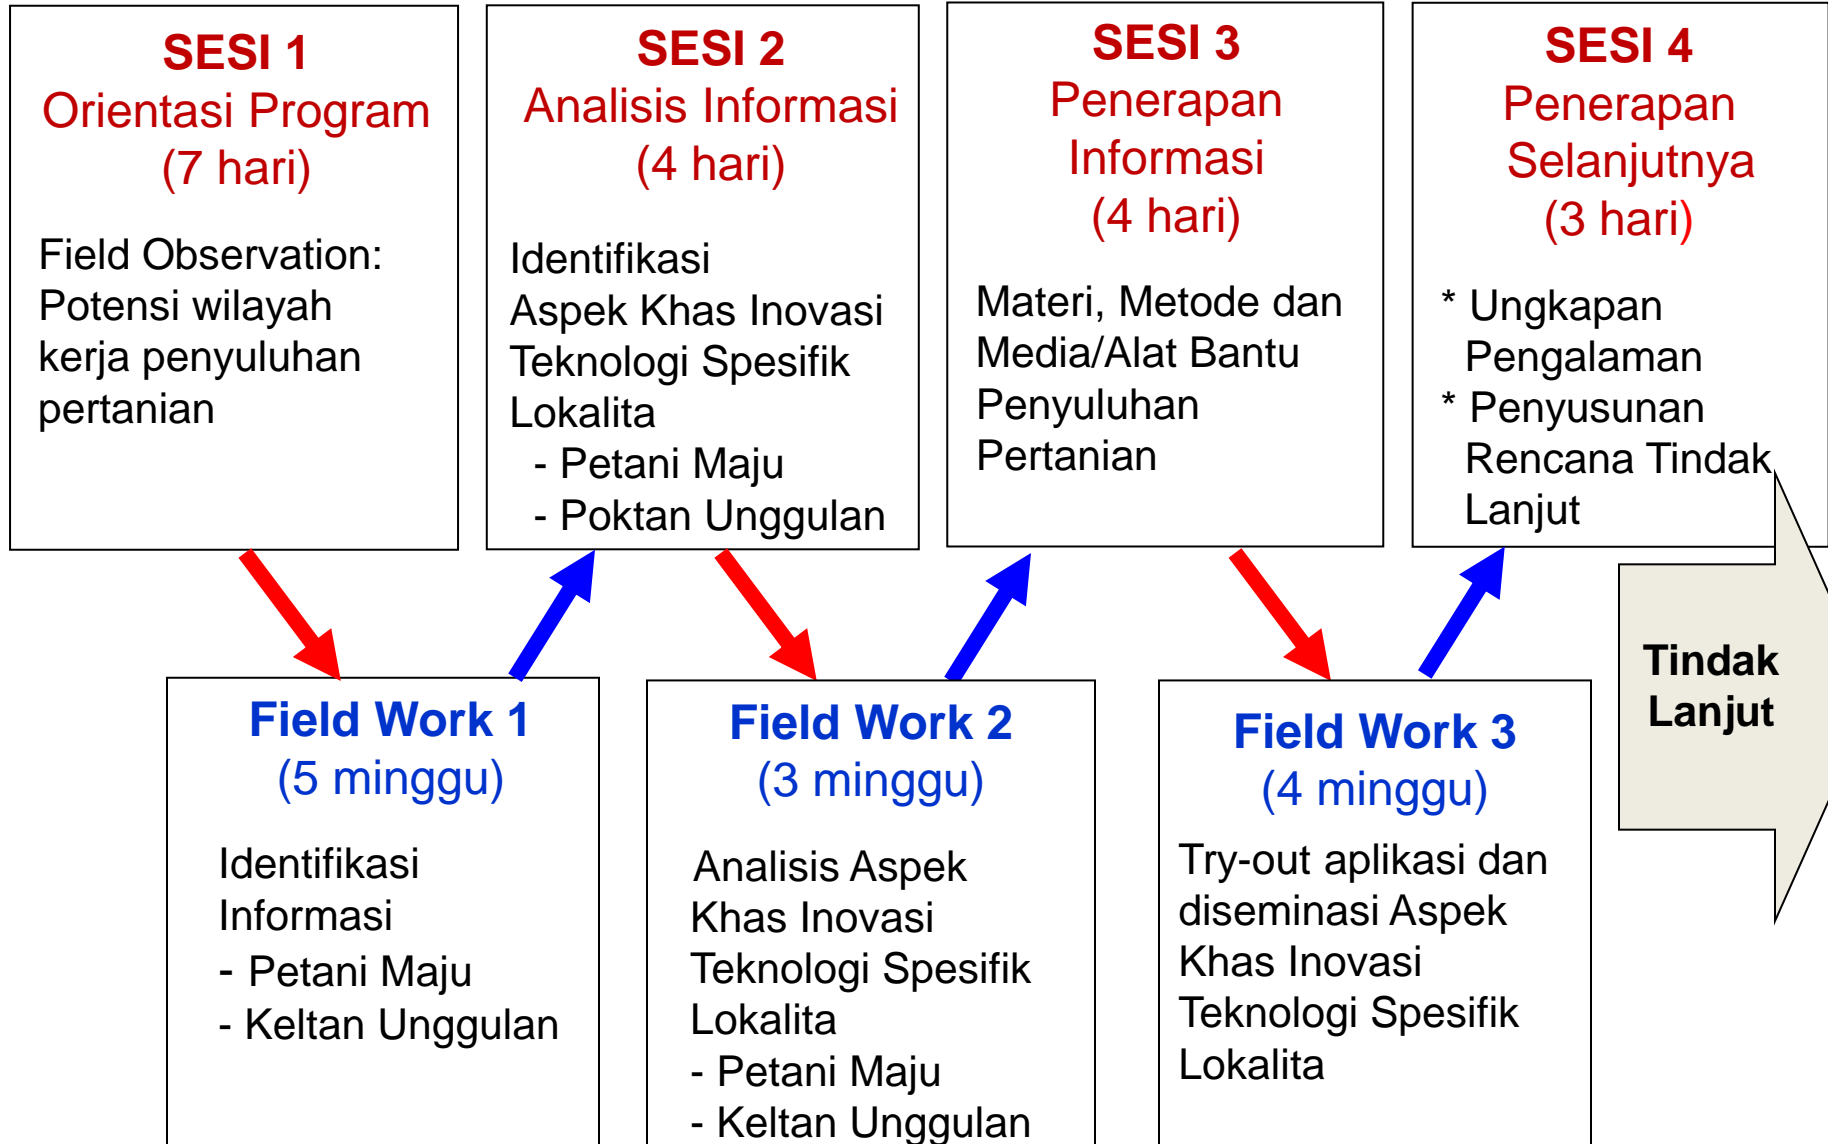 SESI 1
Orientasi Program
(7 hari)
Field Observation:
Potensi wilayah
kerja penyuluhan
pertanian
SESI 2
Analisis Informasi
(4 hari)
Identifikasi
Aspek Khas Inovasi
Teknologi Spesifik
Lokalita
- Petani Maju
- Poktan Unggulan
SESI 3
Penerapan
Informasi
(4 hari)
Materi, Metode dan
Media/Alat Bantu
Penyuluhan
Pertanian
SESI 4
Penerapan
Selanjutnya
(3 hari)
* Ungkapan
Pengalaman
* Penyusunan
Rencana Tindak
Lanjut
Field Work 1
(5 minggu)
Identifikasi
Informasi
- Petani Maju
- Keltan Unggulan
Field Work 2
(3 minggu)
Analisis Aspek
Khas Inovasi
Teknologi Spesifik
Lokalita
- Petani Maju
- Keltan Unggulan
Field Work 3
(4 minggu)
Try-out aplikasi dan
diseminasi Aspek
Khas Inovasi
Teknologi Spesifik
Lokalita
Tindak
Lanjut